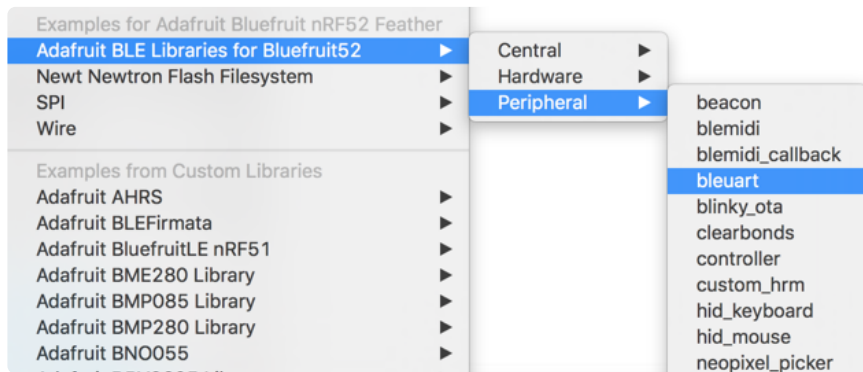 Examples for Adafruit Bluefruit nRF52 Feather
Adafruit BLE Libraries for Bluefruit52
Newt Newtron Flash Filesystem
SPI
Wire
Examples from Custom Libraries
Adafruit AHRS
Adafruit BLEFirmata
Adafruit BluefruitLE nRF51
Adafruit BME280 Library
Adafruit BMP085 Library
Adafruit BMP280 Library
Adafruit BNO055
Central
Hardware
Peripheral
beacon
blemidi
blemidi_callback
bleuart
blinky_ota
clearbonds
controller
custom_hrm
hid_keyboard
hid_mouse
neopixel_picker